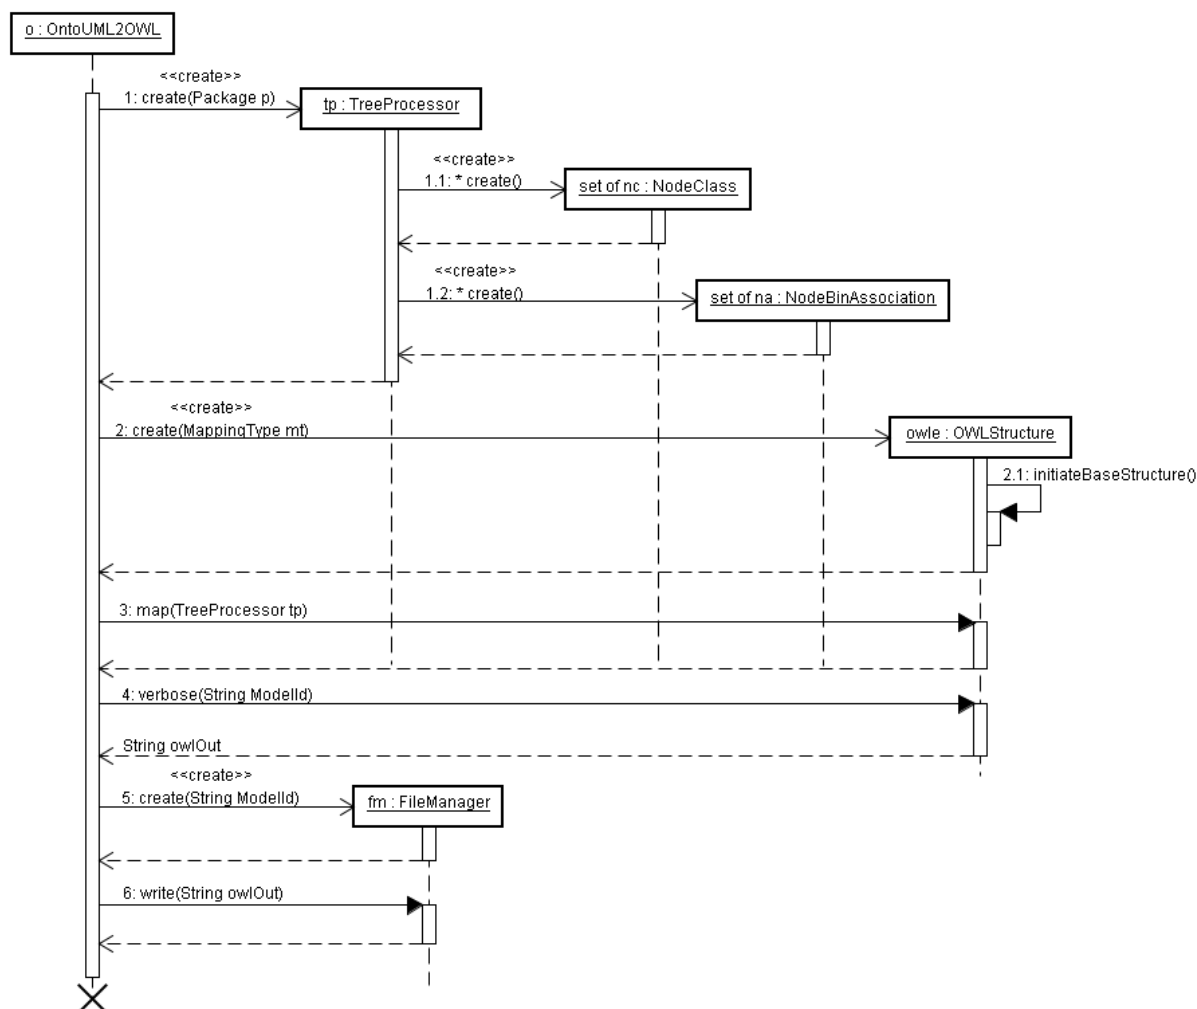 o : OntoUML2OWL
<<create>>
1: create(Package p)
tp : TreeProcessor
<<create>>
1.1: * create()
set of nc : NodeClass
<<create>>
1.2: * create()
set of na : NodeBinAssociation
<<create>>
2: create(MappingType mt)
owle : OWLStructure
2.1: initiateBaseStructure()
3: map(TreeProcessor tp)
4: verbose(String ModelId)
String owlOut
<<create>>
5: create(String ModelId)
fm : FileManager
6: write(String owlOut)